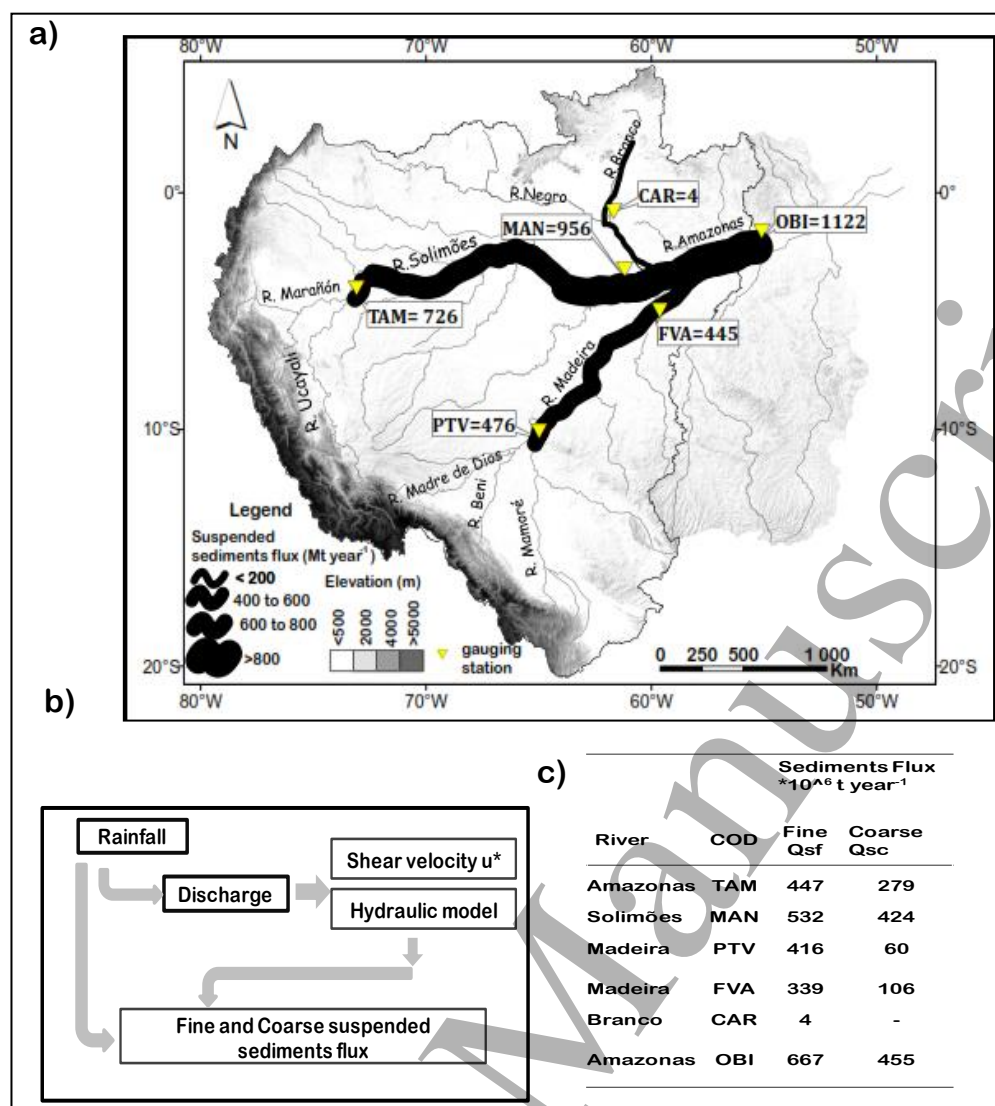 a)
80°W 70°W 60°W 50°W
N
0° 0°
R.Branco
R.Negro
CAR=4
MAN=956
OBI=1122
R.Amazonas
R.Solimões
R. Marañón
TAM= 726
FVA=445
R. Ucayali
R. Madeira
10°S 10°S
PTV=476
R. Madre de Dios
R. Beni
R. Mamoré
Legend
Suspended
sediments flux (Mt year⁻¹)
< 200
400 to 600
600 to 800
>800
Elevation (m)
<500 2000 4000 >5000
gauging
station
0 250 500 1 000
Km
20°S 20°S
80°W 70°W 60°W 50°W
b)
Rainfall
Shear velocity u*
Discharge
Hydraulic model
Fine and Coarse suspended
sediments flux
c)
Sediments Flux
*10^⁶ t year⁻¹
River COD Fine Coarse
Qsf Qsc
Amazonas TAM 447 279
Solimões MAN 532 424
Madeira PTV 416 60
Madeira FVA 339 106
Branco CAR 4 -
Amazonas OBI 667 455
Manuscri